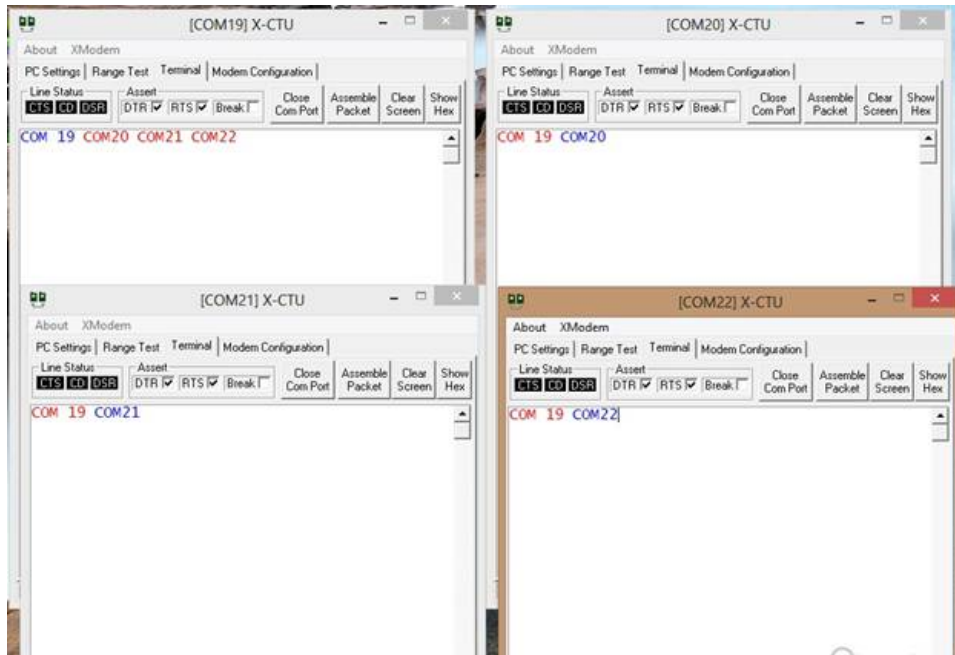 [COM19] X-CTU
About XModem
PC Settings Range Test Terminal Modem Configuration
Line Status Assert
CTS CD DSR DTR RTS Break Close Com Port Assemble Packet Clear Screen Show Hex
COM 19 COM20 COM21 COM22
[COM20] X-CTU
About XModem
PC Settings Range Test Terminal Modem Configuration
Line Status Assert
CTS CD DSR DTR RTS Break Close Com Port Assemble Packet Clear Screen Show Hex
COM 19 COM20
[COM21] X-CTU
About XModem
PC Settings Range Test Terminal Modem Configuration
Line Status Assert
CTS CD DSR DTR RTS Break Close Com Port Assemble Packet Clear Screen Show Hex
COM 19 COM21
[COM22] X-CTU
About XModem
PC Settings Range Test Terminal Modem Configuration
Line Status Assert
CTS CD DSR DTR RTS Break Close Com Port Assemble Packet Clear Screen Show Hex
COM 19 COM22